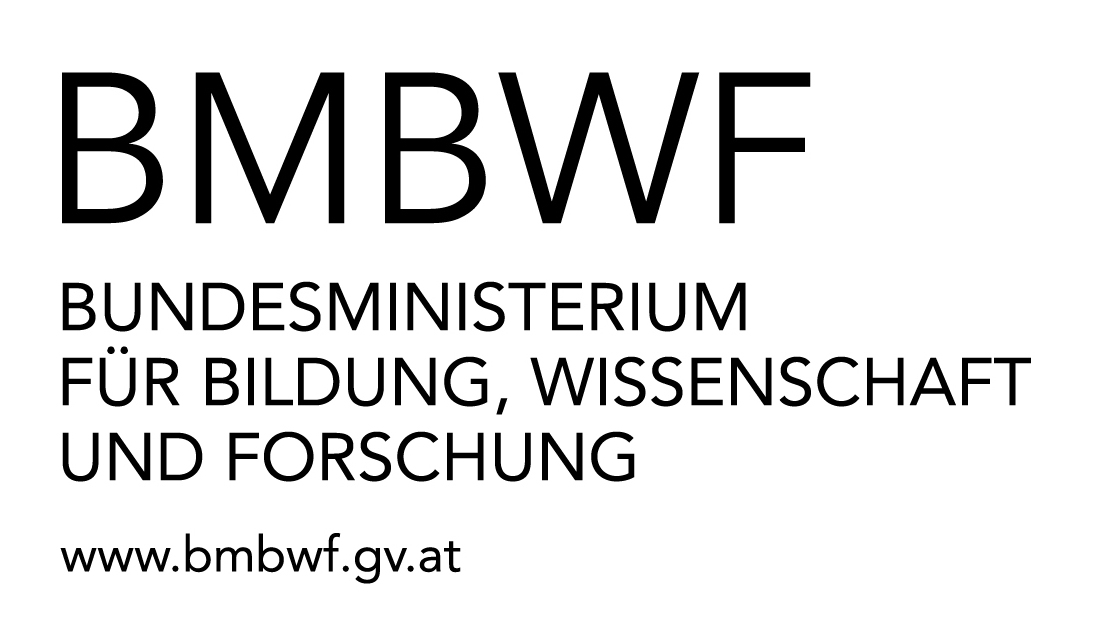 BMBWF
BUNDESMINISTERIUM
FÜR BILDUNG, WISSENSCHAFT
UND FORSCHUNG
www.bmbwf.gv.at